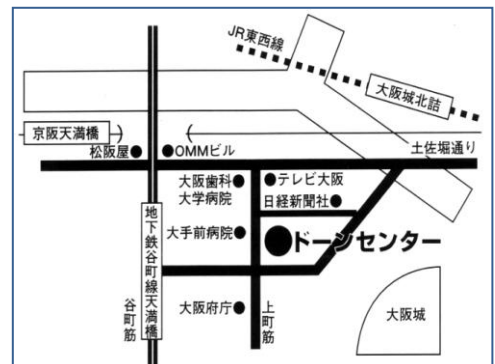 JR東西線
大阪城北詰
京阪天満橋
松阪屋
OMMビル
土佐堀通り
大阪歯科
大学病院
テレビ大阪
日経新聞社
地下鉄谷町線天満橋
大手前病院
ドーンセンター
谷町筋
大阪府庁
上町筋
大阪城